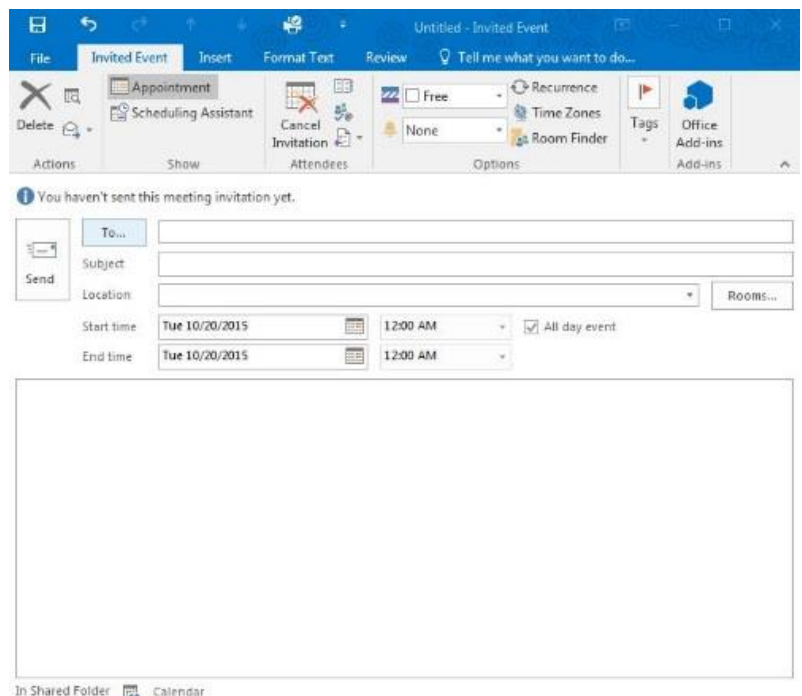 Untitled - Invited Event
File Invited Event Insert Format Text Review Tell me what you want to do...
Delete
Actions
Appointment
Scheduling Assistant
Show
Cancel
Invitation
Attendees
Free
None
Recurrence
Time Zones
Room Finder
Options
Tags
Office
Add-ins
Add-ins
You haven't sent this meeting invitation yet.
Send
To...
Subject
Location Rooms...
Start time Tue 10/20/2015 12:00 AM All day event
End time Tue 10/20/2015 12:00 AM
In Shared Folder Calendar